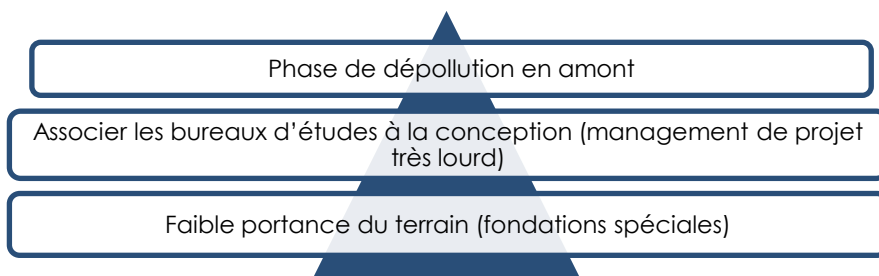 Phase de dépollution en amont
Associer les bureaux d’études à la conception (management de projet
très lourd)
Faible portance du terrain (fondations spéciales)